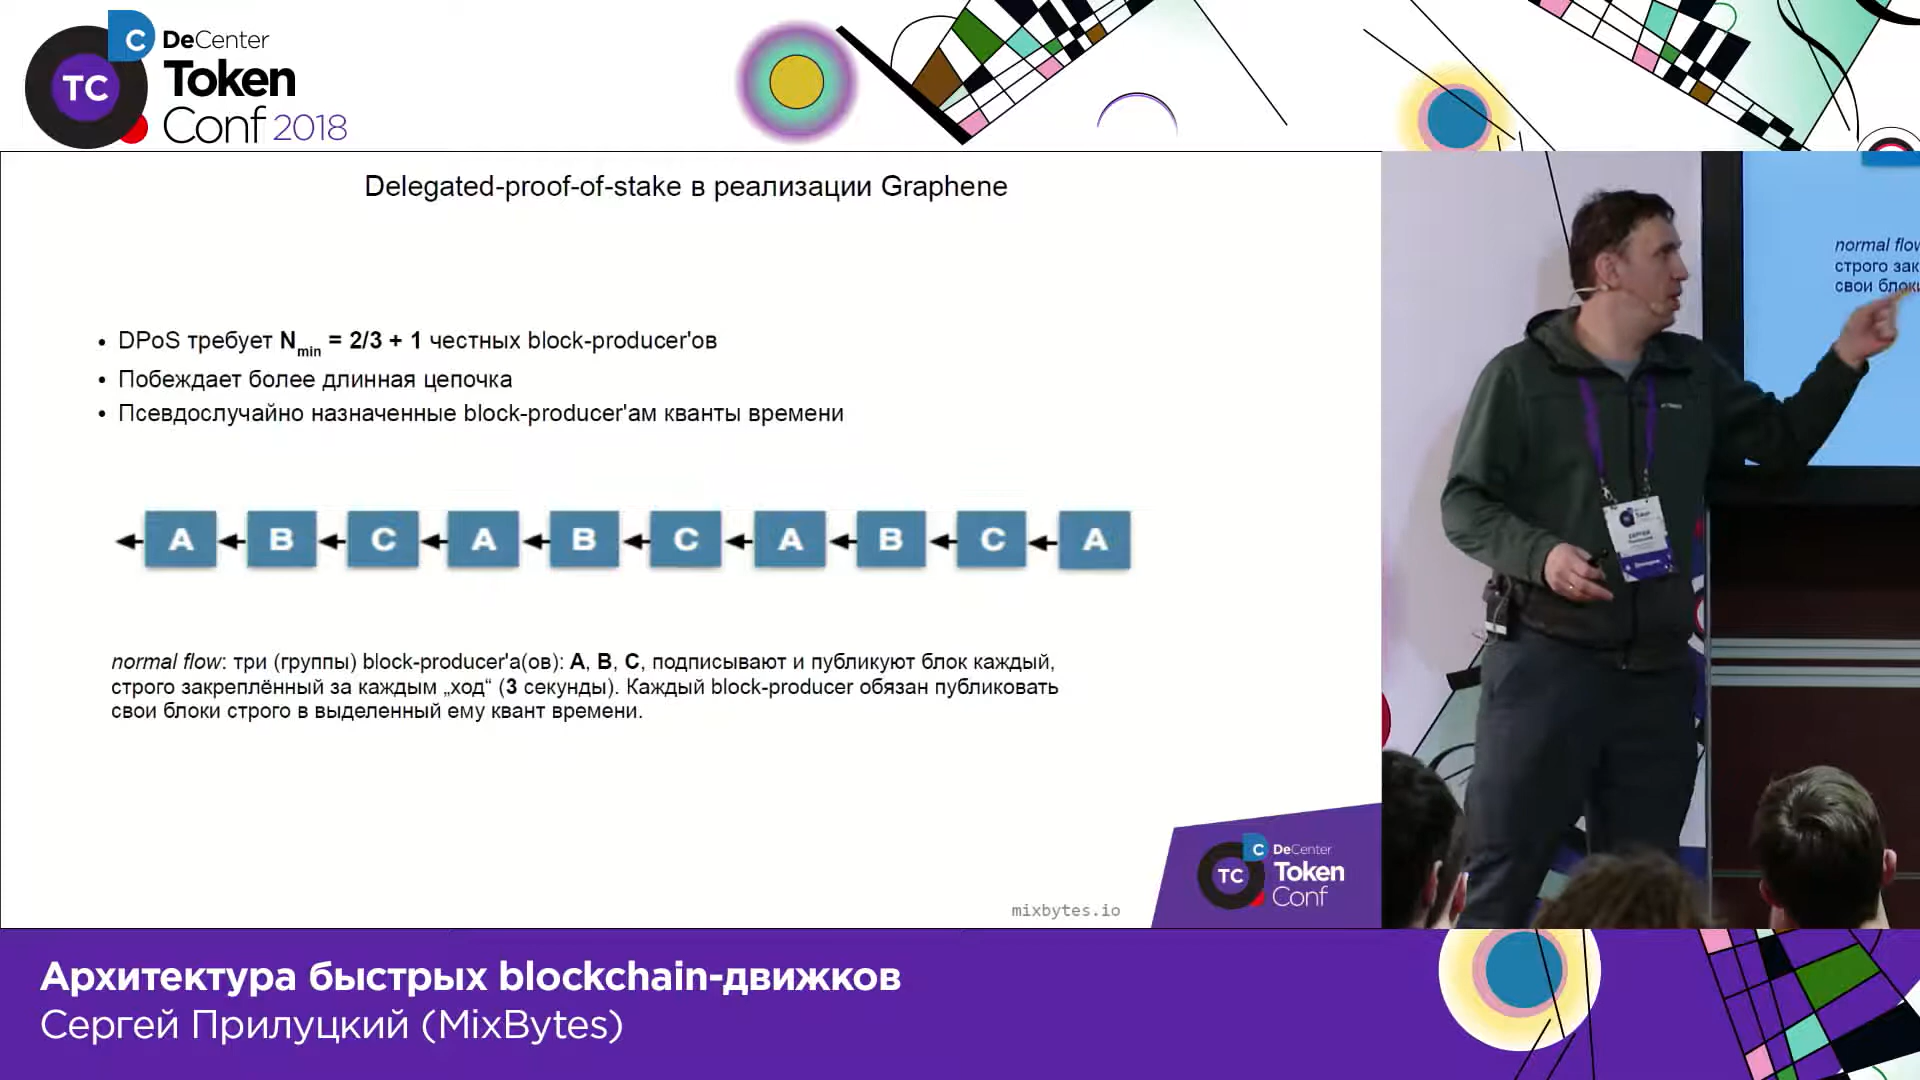 C
DeCenter
TC
Token
Conf 2018
Delegated-proof-of-stake в реализации Graphene
• DPoS требует Nmin = 2/3 + 1 честных block-producer'ов
• Побеждает более длинная цепочка
• Псевдослучайно назначенные block-producer'ам кванты времени
A B C A B C A B C A
normal flow: три (группы) block-producer'а(ов): A, B, C, подписывают и публикуют блок каждый,
строго закреплённый за каждым „ход“ (3 секунды). Каждый block-producer обязан публиковать
свои блоки строго в выделенный ему квант времени.
normal flow
строго зак
свои блоки
C
DeCenter
TC
Token
Conf
mixbytes.io
Архитектура быстрых blockchain-движков
Сергей Прилуцкий (MixBytes)